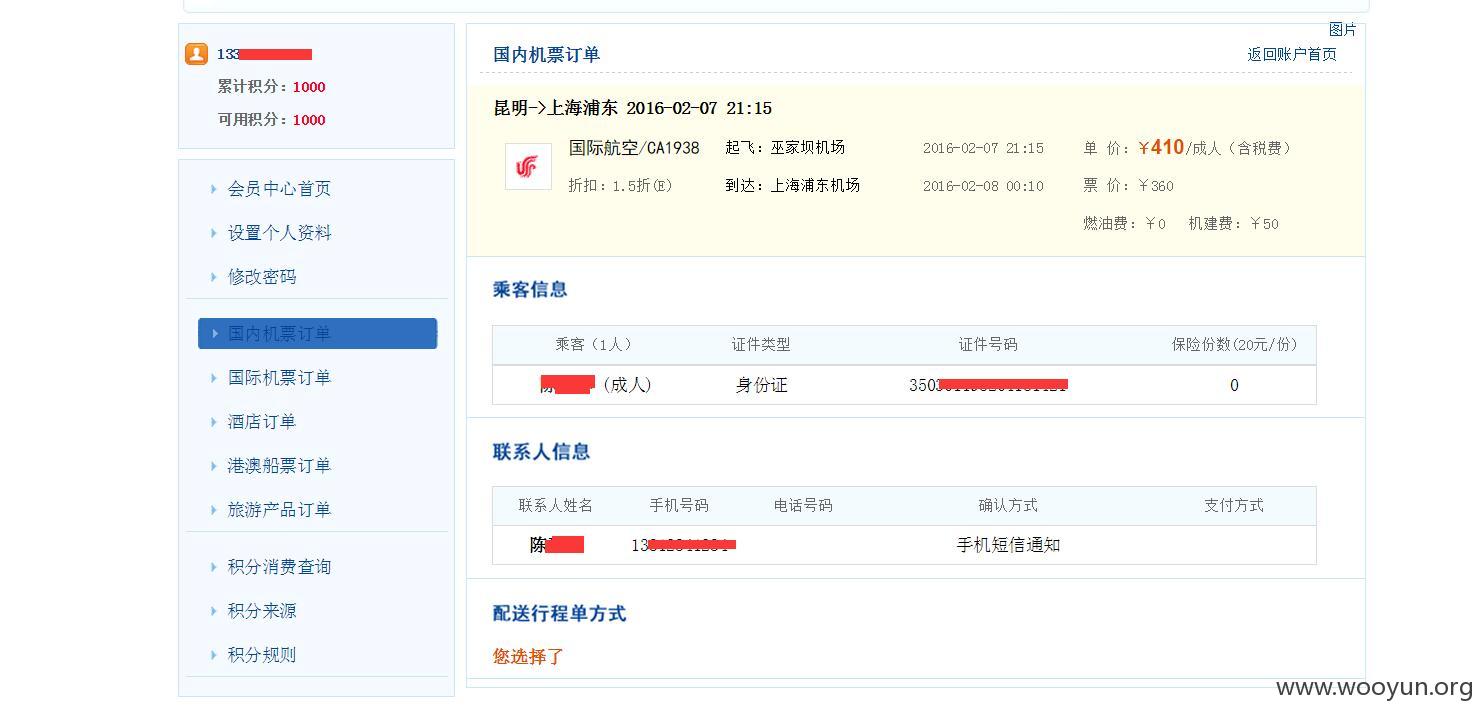 图片
133
累计积分：1000
可用积分：1000
会员中心首页
设置个人资料
修改密码
国内机票订单
国际机票订单
酒店订单
港澳船票订单
旅游产品订单
积分消费查询
积分来源
积分规则
国内机票订单
返回账户首页
昆明->上海浦东 2016-02-07 21:15
国际航空/CA1938 起飞：巫家坝机场 2016-02-07 21:15 单 价：￥410/成人（含税费）
折扣：1.5折(E) 到达：上海浦东机场 2016-02-08 00:10 票 价：￥360
燃油费：￥0 机建费：￥50
乘客信息
乘客（1人） 证件类型 证件号码 保险份数(20元/份)
(成人) 身份证 350 0
联系人信息
联系人姓名 手机号码 电话号码 确认方式 支付方式
陈 13 手机短信通知
配送行程单方式
您选择了
www.wooyun.org